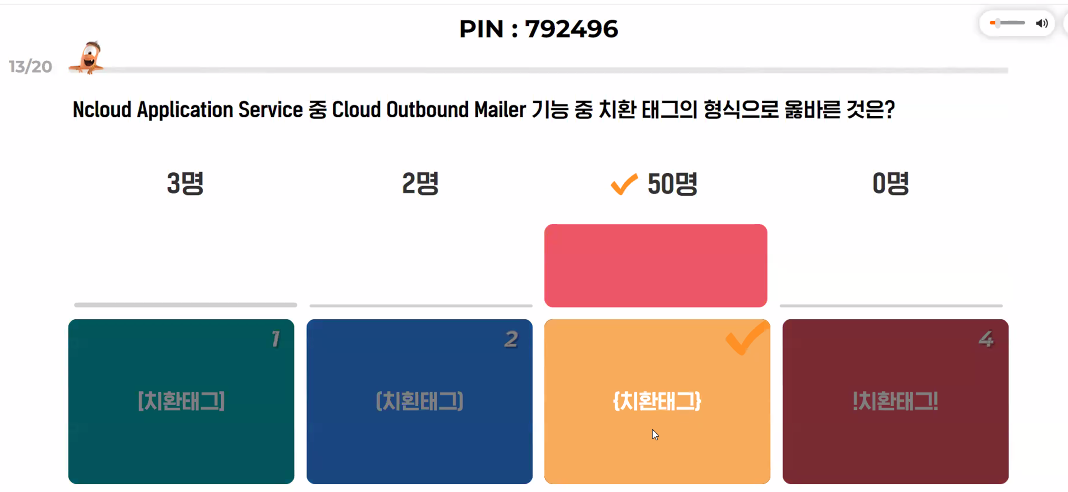 PIN : 792496
13/20
Ncloud Application Service 중 Cloud Outbound Mailer 기능 중 치환 태그의 형식으로 옳바른 것은?
3명
2명
50명
0명
1
[치환태그]
2
(치횐태그)
{치환태그}
4
!치환태그!